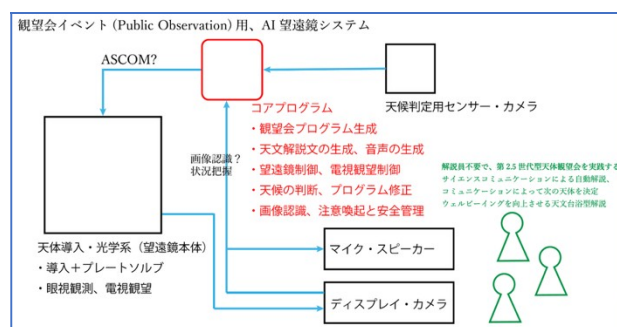 観望会イベント(Public Observation)用、AI 望遠鏡システム
ASCOM?
天候判定用センサー・カメラ
コアプログラム
・観望会プログラム生成
・天文解説文の生成、音声の生成
・望遠鏡制御、電視観望制御
・天候の判断、プログラム修正
・画像認識、注意喚起と安全管理
画像認識?
状況把握
解説員不要で、第 2.5 世代型天体観望会を実践する
サイエンスコミュニケーションによる自動解説、
コミュニケーションによって次の天体を決定
ウェルビーイングを向上させる天文台浴型解説
天体導入・光学系(望遠鏡本体)
・導入+プレートソルブ
・眼視観測、電視観望
マイク・スピーカー
ディスプレイ・カメラ